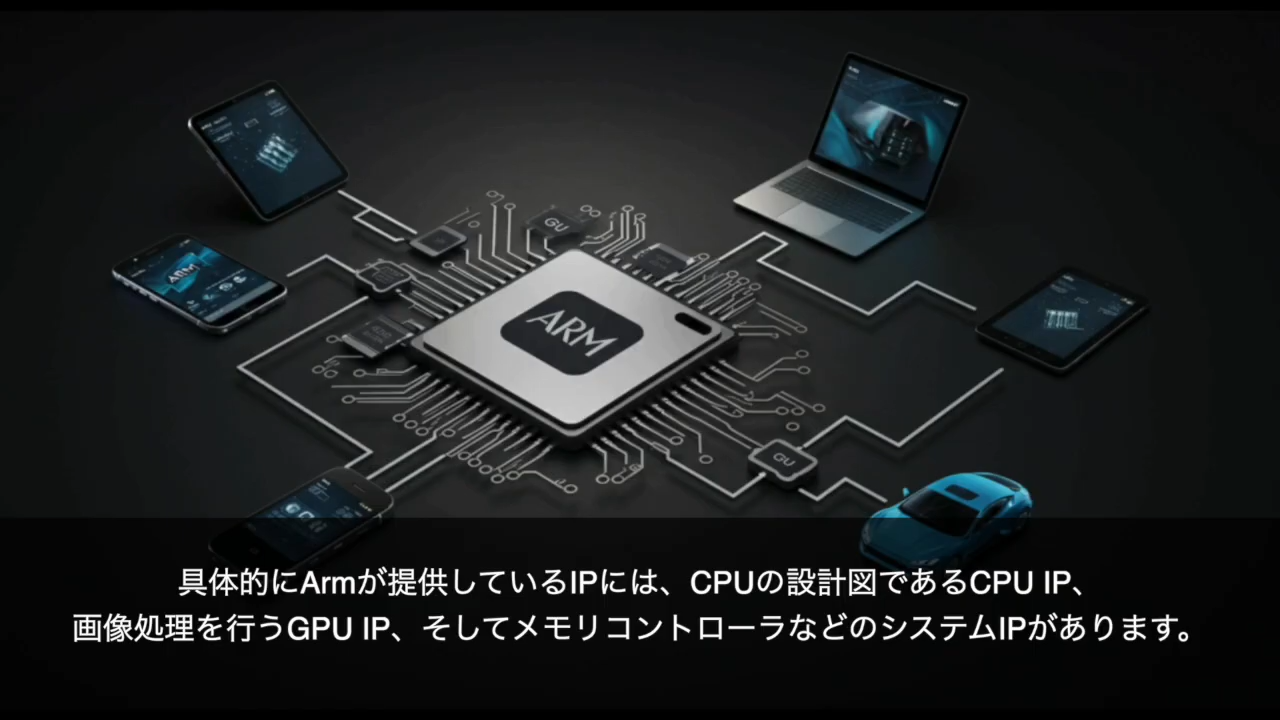 GU
ARM
ARM
GU
具体的にArmが提供しているIPには、CPUの設計図であるCPU IP、
画像処理を行うGPU IP、そしてメモリコントローラなどのシステムIPがあります。